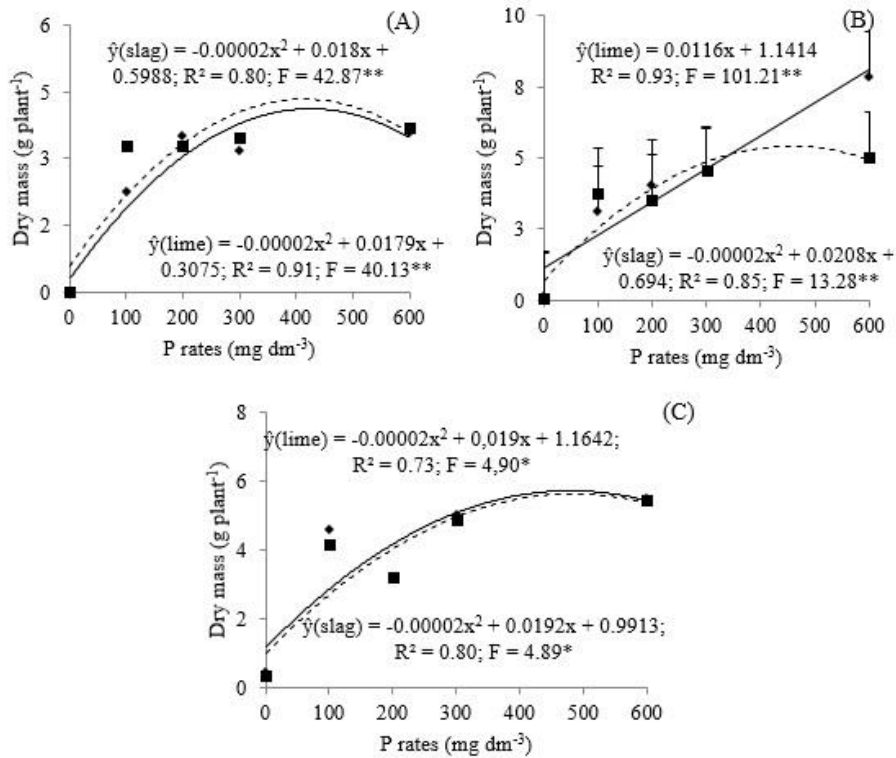 (A)
ŷ(slag) = -0.00002x² + 0.018x +
0.5988; R² = 0.80; F = 42.87**
5
3
2
0
Dry mass (g plant⁻¹)
ŷ(lime) = -0.00002x² + 0.0179x +
0.3075; R² = 0.91; F = 40.13**
0 100 200 300 400 500 600
P rates (mg dm⁻³)
(B)
10
8
5
3
0
Dry mass (g plant⁻¹)
ŷ(lime) = 0.0116x + 1.1414
R² = 0.93; F = 101.21**
ŷ(slag) = -0.00002x² + 0.0208x +
0.694; R² = 0.85; F = 13.28**
0 100 200 300 400 500 600
P rates (mg dm⁻³)
(C)
8
6
4
2
0
Dry mass (g plant⁻¹)
ŷ(lime) = -0.00002x² + 0,019x + 1.1642;
R² = 0.73; F = 4,90*
ŷ(slag) = -0.00002x² + 0.0192x + 0.9913;
R² = 0.80; F = 4.89*
0 100 200 300 400 500 600
P rates (mg dm⁻³)